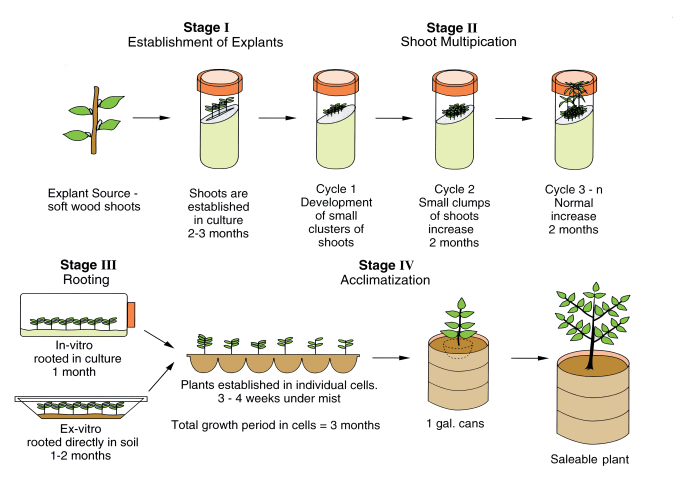 Stage I
Establishment of Explants
Stage II
Shoot Multipication
Explant Source -
soft wood shoots
Shoots are
established
in culture
2-3 months
Cycle 1
Development
of small
clusters of
shoots
Cycle 2
Small clumps
of shoots
increase
2 months
Cycle 3 - n
Normal
increase
2 months
Stage III
Rooting
In-vitro
rooted in culture
1 month
Ex-vitro
rooted directly in soil
1-2 months
Stage IV
Acclimatization
Plants established in individual cells.
3 - 4 weeks under mist
Total growth period in cells = 3 months
1 gal. cans
Saleable plant